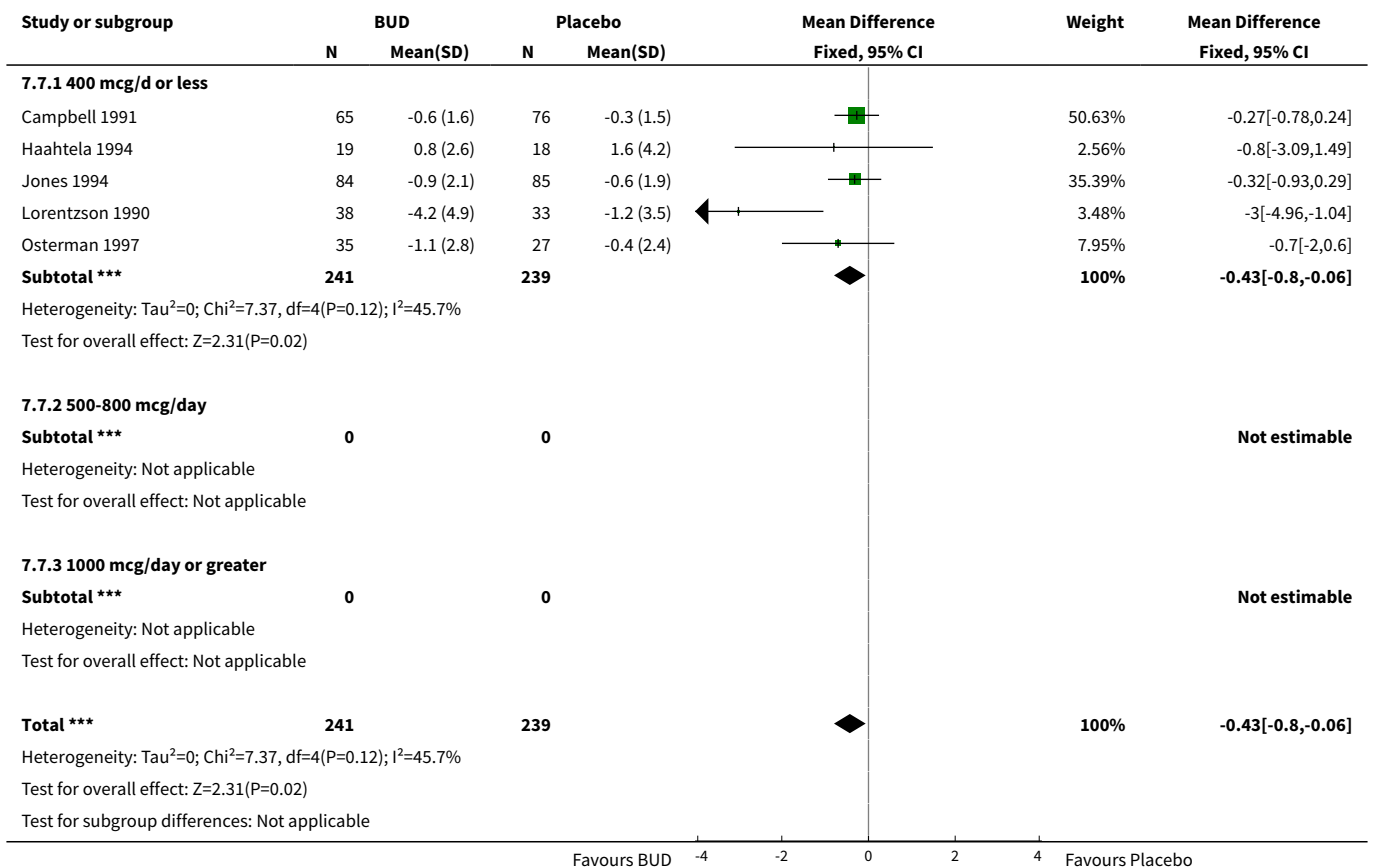 Study or subgroup BUD Placebo Mean Difference Weight Mean Difference
N Mean(SD) N Mean(SD) Fixed, 95% CI Fixed, 95% CI
7.7.1 400 mcg/d or less
Campbell 1991 65 -0.6 (1.6) 76 -0.3 (1.5) 50.63% -0.27[-0.78,0.24]
Haahtela 1994 19 0.8 (2.6) 18 1.6 (4.2) 2.56% -0.8[-3.09,1.49]
Jones 1994 84 -0.9 (2.1) 85 -0.6 (1.9) 35.39% -0.32[-0.93,0.29]
Lorentzson 1990 38 -4.2 (4.9) 33 -1.2 (3.5) 3.48% -3[-4.96,-1.04]
Osterman 1997 35 -1.1 (2.8) 27 -0.4 (2.4) 7.95% -0.7[-2,0.6]
Subtotal *** 241 239 100% -0.43[-0.8,-0.06]
Heterogeneity: Tau²=0; Chi²=7.37, df=4(P=0.12); I²=45.7%
Test for overall effect: Z=2.31(P=0.02)
7.7.2 500-800 mcg/day
Subtotal *** 0 0 Not estimable
Heterogeneity: Not applicable
Test for overall effect: Not applicable
7.7.3 1000 mcg/day or greater
Subtotal *** 0 0 Not estimable
Heterogeneity: Not applicable
Test for overall effect: Not applicable
Total *** 241 239 100% -0.43[-0.8,-0.06]
Heterogeneity: Tau²=0; Chi²=7.37, df=4(P=0.12); I²=45.7%
Test for overall effect: Z=2.31(P=0.02)
Test for subgroup differences: Not applicable
Favours BUD -4 -2 0 2 4 Favours Placebo